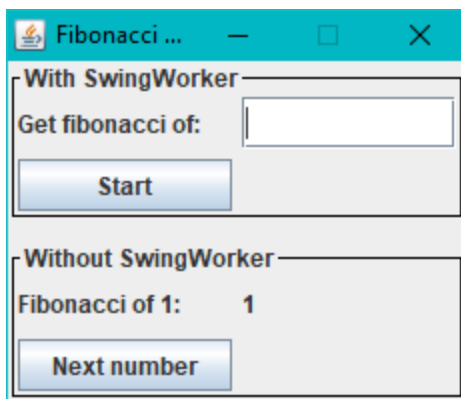 Fibonacci ...
With SwingWorker
Get fibonacci of:
Start
Without SwingWorker
Fibonacci of 1: 1
Next number